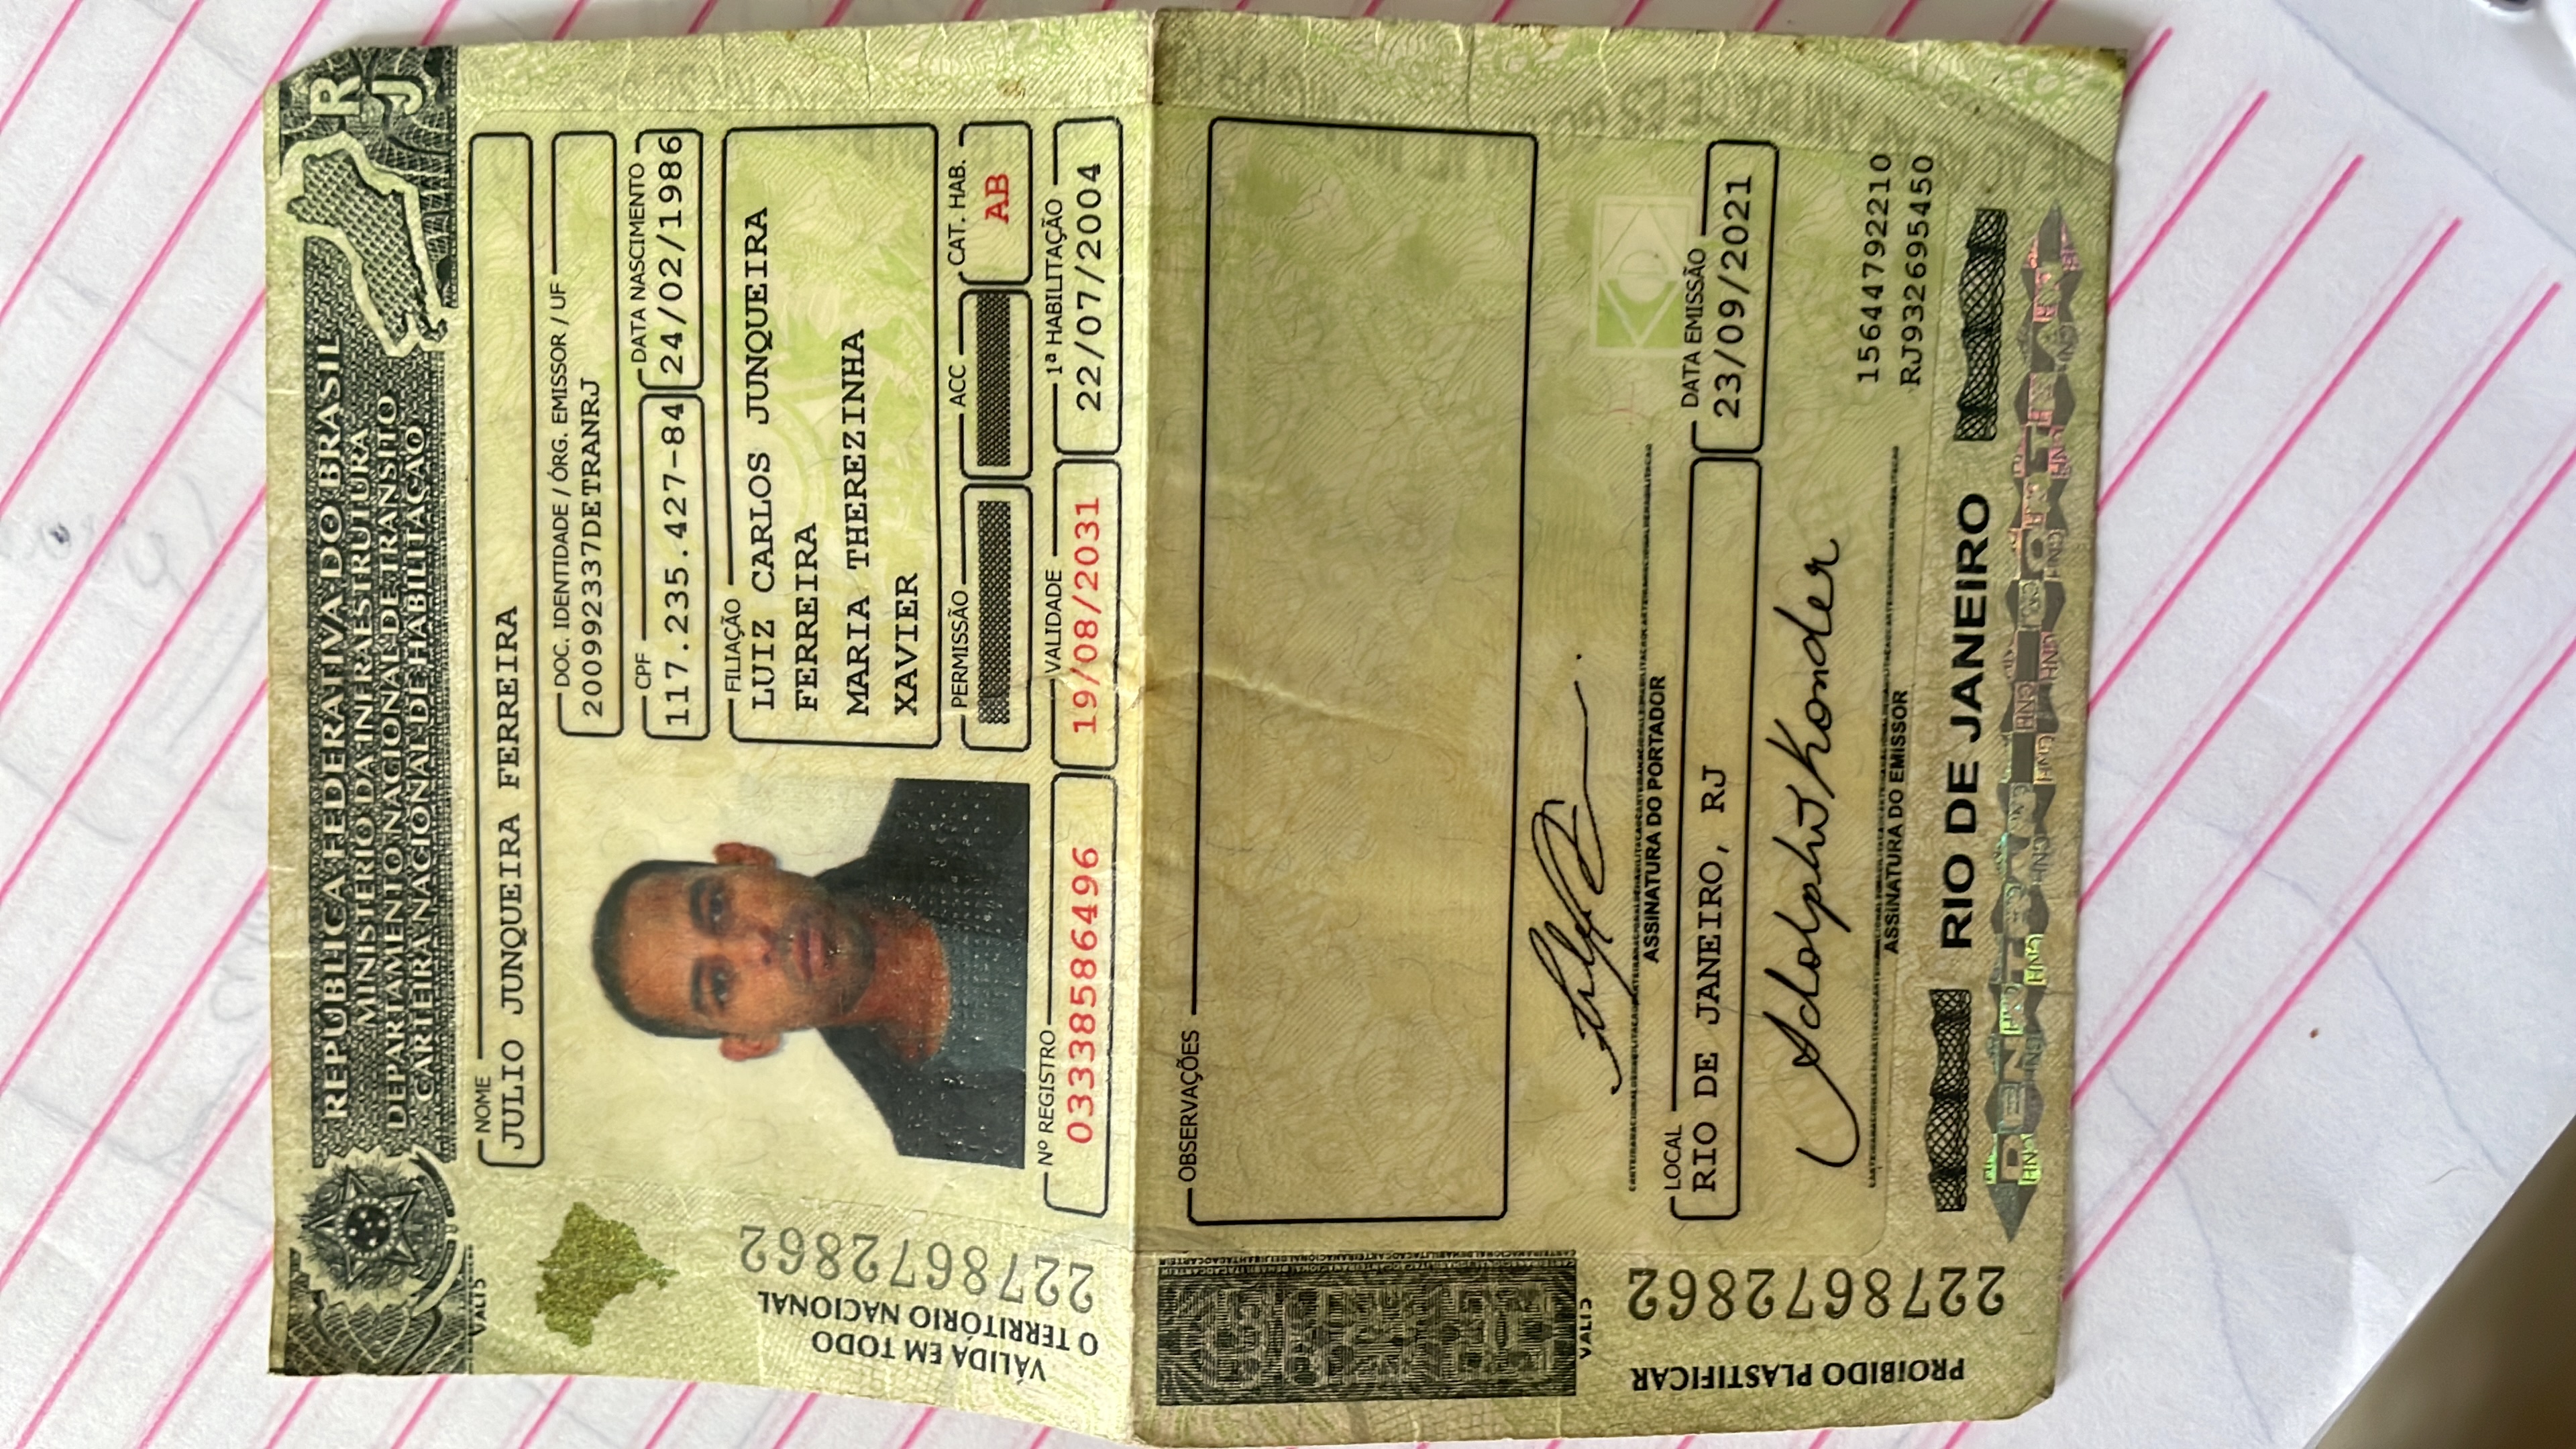 REPÚBLICA FEDERATIVA DO BRASIL
MINISTÉRIO DA INFRAESTRUTURA
DEPARTAMENTO NACIONAL DE TRÂNSITO
CARTEIRA NACIONAL DE HABILITAÇÃO
RJ
NOME
JULIO JUNQUEIRA FERREIRA
DOC. IDENTIDADE / ÓRG. EMISSOR / UF
200992337DETRANRJ
CPF
117.235.427-84
DATA NASCIMENTO
24/02/1986
FILIAÇÃO
LUIZ CARLOS JUNQUEIRA
FERREIRA
MARIA THEREZINHA
XAVIER
PERMISSÃO
ACC
CAT. HAB.
AB
Nº REGISTRO
03338586496
VALIDADE
19/08/2031
1ª HABILITAÇÃO
22/07/2004
VÁLIDA EM TODO
O TERRITÓRIO NACIONAL
2278672862
OBSERVAÇÕES
ASSINATURA DO PORTADOR
LOCAL
RIO DE JANEIRO, RJ
DATA EMISSÃO
23/09/2021
Adolpho Konder
ASSINATURA DO EMISSOR
15644792210
RJ932695450
PROIBIDO PLASTIFICAR
2278672862
RIO DE JANEIRO